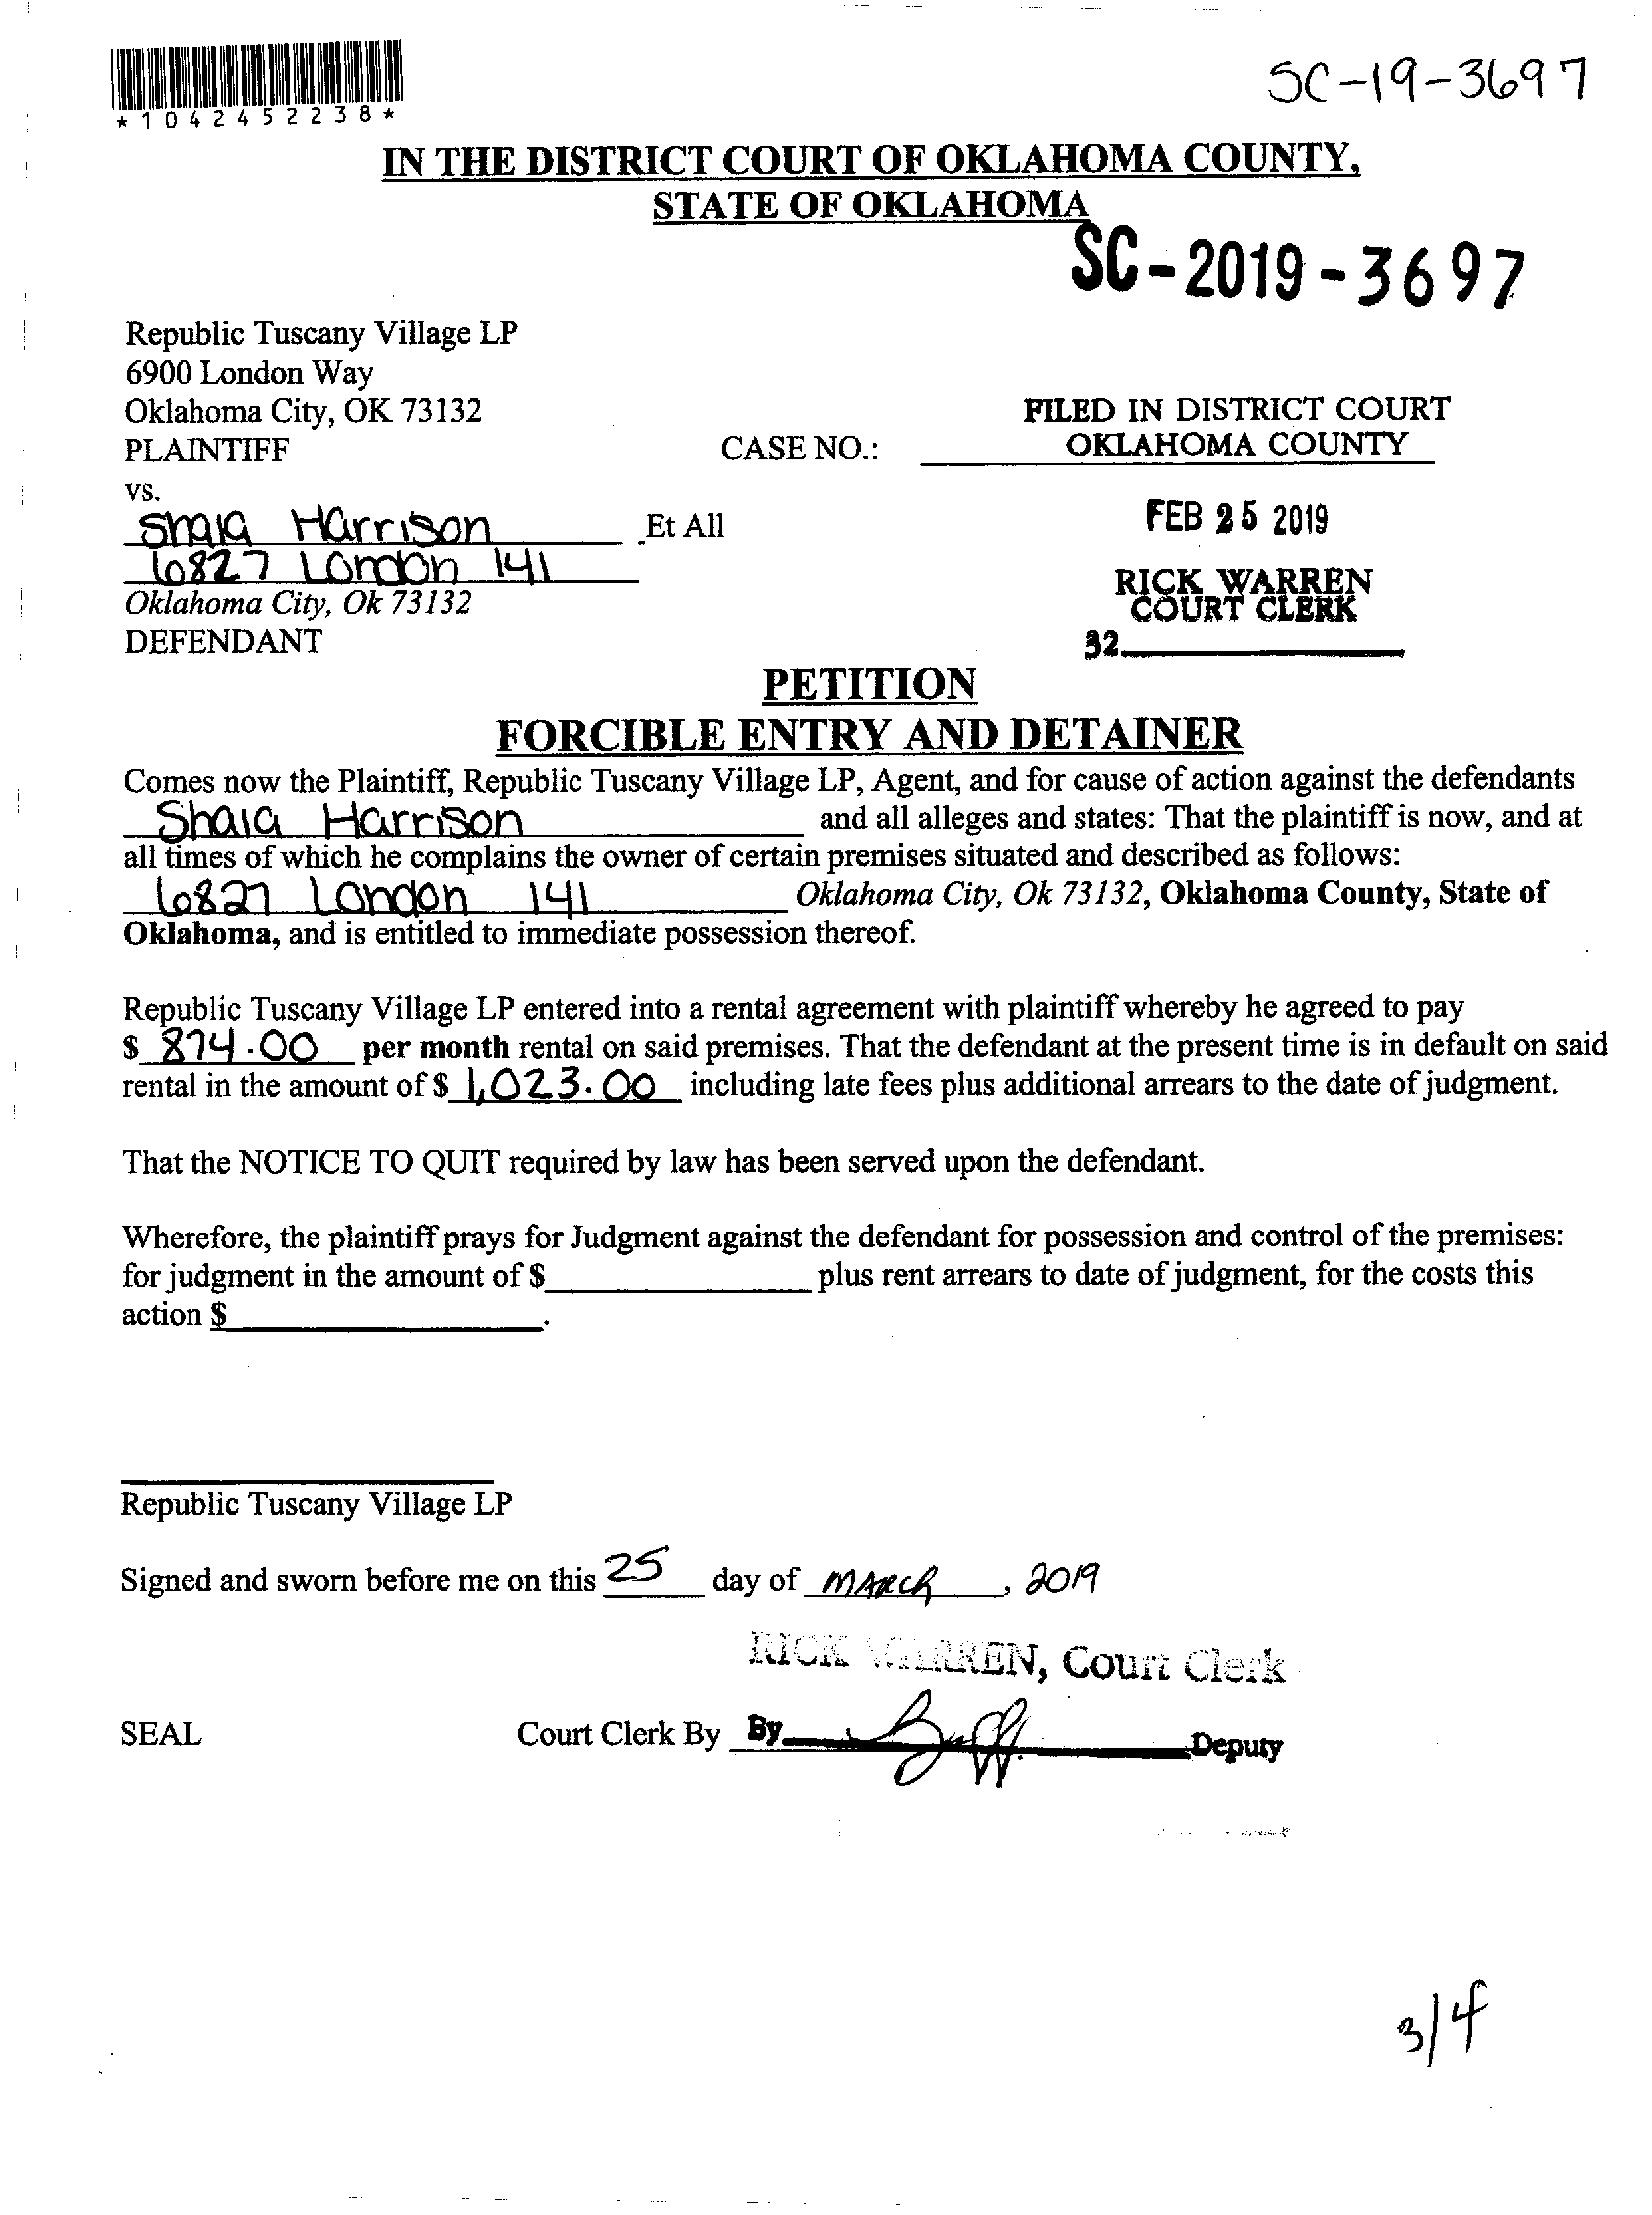 *1042452238*
SC-19-3697
IN THE DISTRICT COURT OF OKLAHOMA COUNTY,
STATE OF OKLAHOMA
SC-2019-3697
Republic Tuscany Village LP
6900 London Way
Oklahoma City, OK 73132
PLAINTIFF
CASE NO.:
FILED IN DISTRICT COURT
OKLAHOMA COUNTY
vs.
Shaia Harrison Et All
6827 London 141
Oklahoma City, Ok 73132
DEFENDANT
FEB 25 2019
RICK WARREN
COURT CLERK
32
PETITION
FORCIBLE ENTRY AND DETAINER
Comes now the Plaintiff, Republic Tuscany Village LP, Agent, and for cause of action against the defendants
Shaia Harrison and all alleges and states: That the plaintiff is now, and at
all times of which he complains the owner of certain premises situated and described as follows:
6827 London 141 Oklahoma City, Ok 73132, Oklahoma County, State of
Oklahoma, and is entitled to immediate possession thereof.
Republic Tuscany Village LP entered into a rental agreement with plaintiff whereby he agreed to pay
$ 874.00 per month rental on said premises. That the defendant at the present time is in default on said
rental in the amount of $ 1,023.00 including late fees plus additional arrears to the date of judgment.
That the NOTICE TO QUIT required by law has been served upon the defendant.
Wherefore, the plaintiff prays for Judgment against the defendant for possession and control of the premises:
for judgment in the amount of $ plus rent arrears to date of judgment, for the costs this
action $ .
Republic Tuscany Village LP
Signed and sworn before me on this 25 day of MARCH, 2019
RICK WARREN, Court Clerk
SEAL
Court Clerk By By Deputy
3/4